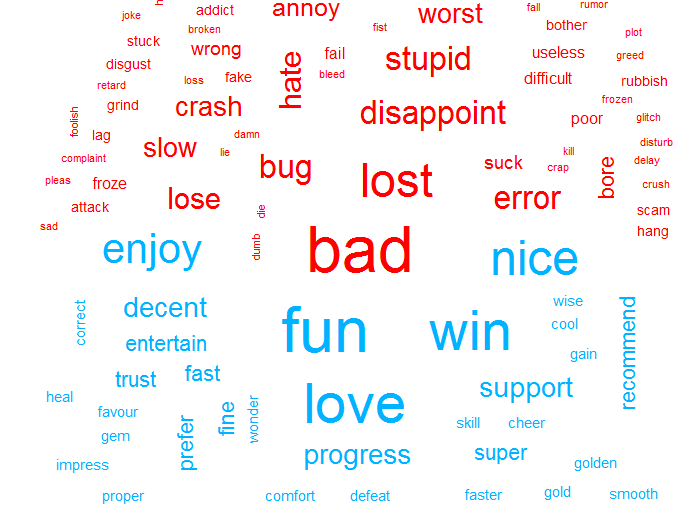 joke
addict
annoy
worst
fall
rumor
broken
fist
bother
plot
stuck
wrong
fail
stupid
useless
greed
disgust
hate
bleed
difficult
rubbish
retard
loss
fake
frozen
grind
crash
disappoint
poor
glitch
foolish
lag
damn
disturb
slow
lie
kill
complaint
bug
suck
crap
bore
delay
pleas
froze
lost
crush
lose
error
attack
die
scam
sad
hang
dumb
bad
enjoy
nice
decent
wise
correct
fun
win
cool
recommend
entertain
gain
trust
fast
support
heal
love
favour
fine
wonder
skill
cheer
gem
prefer
progress
super
impress
golden
proper
comfort
defeat
faster
gold
smooth